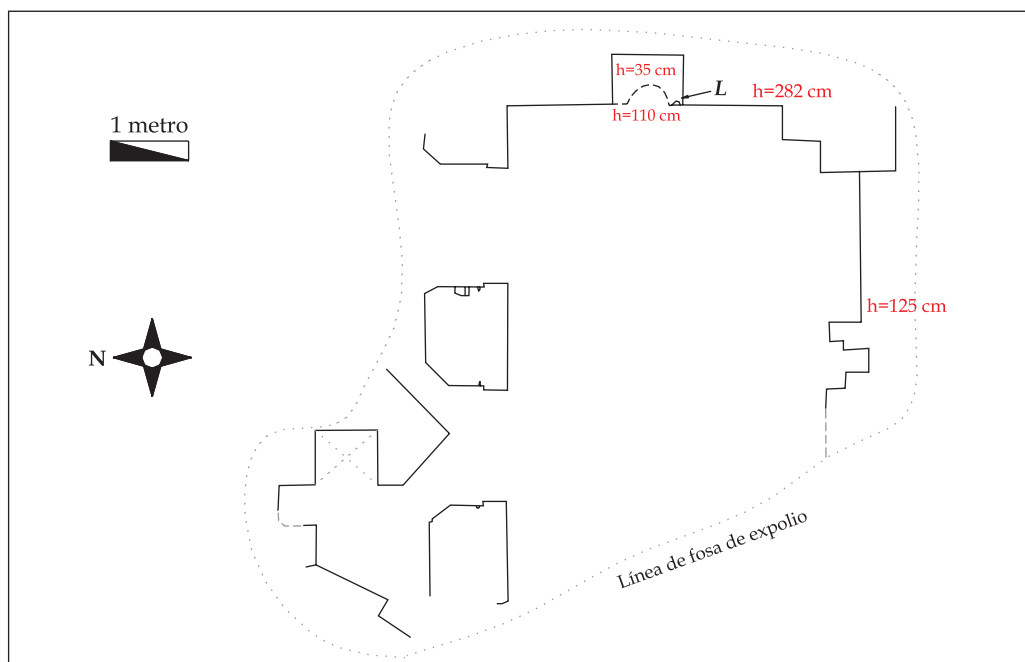 h=35 cm
L
h=282 cm
h=110 cm
1 metro
h=125 cm
N
Línea de fosa de expolio